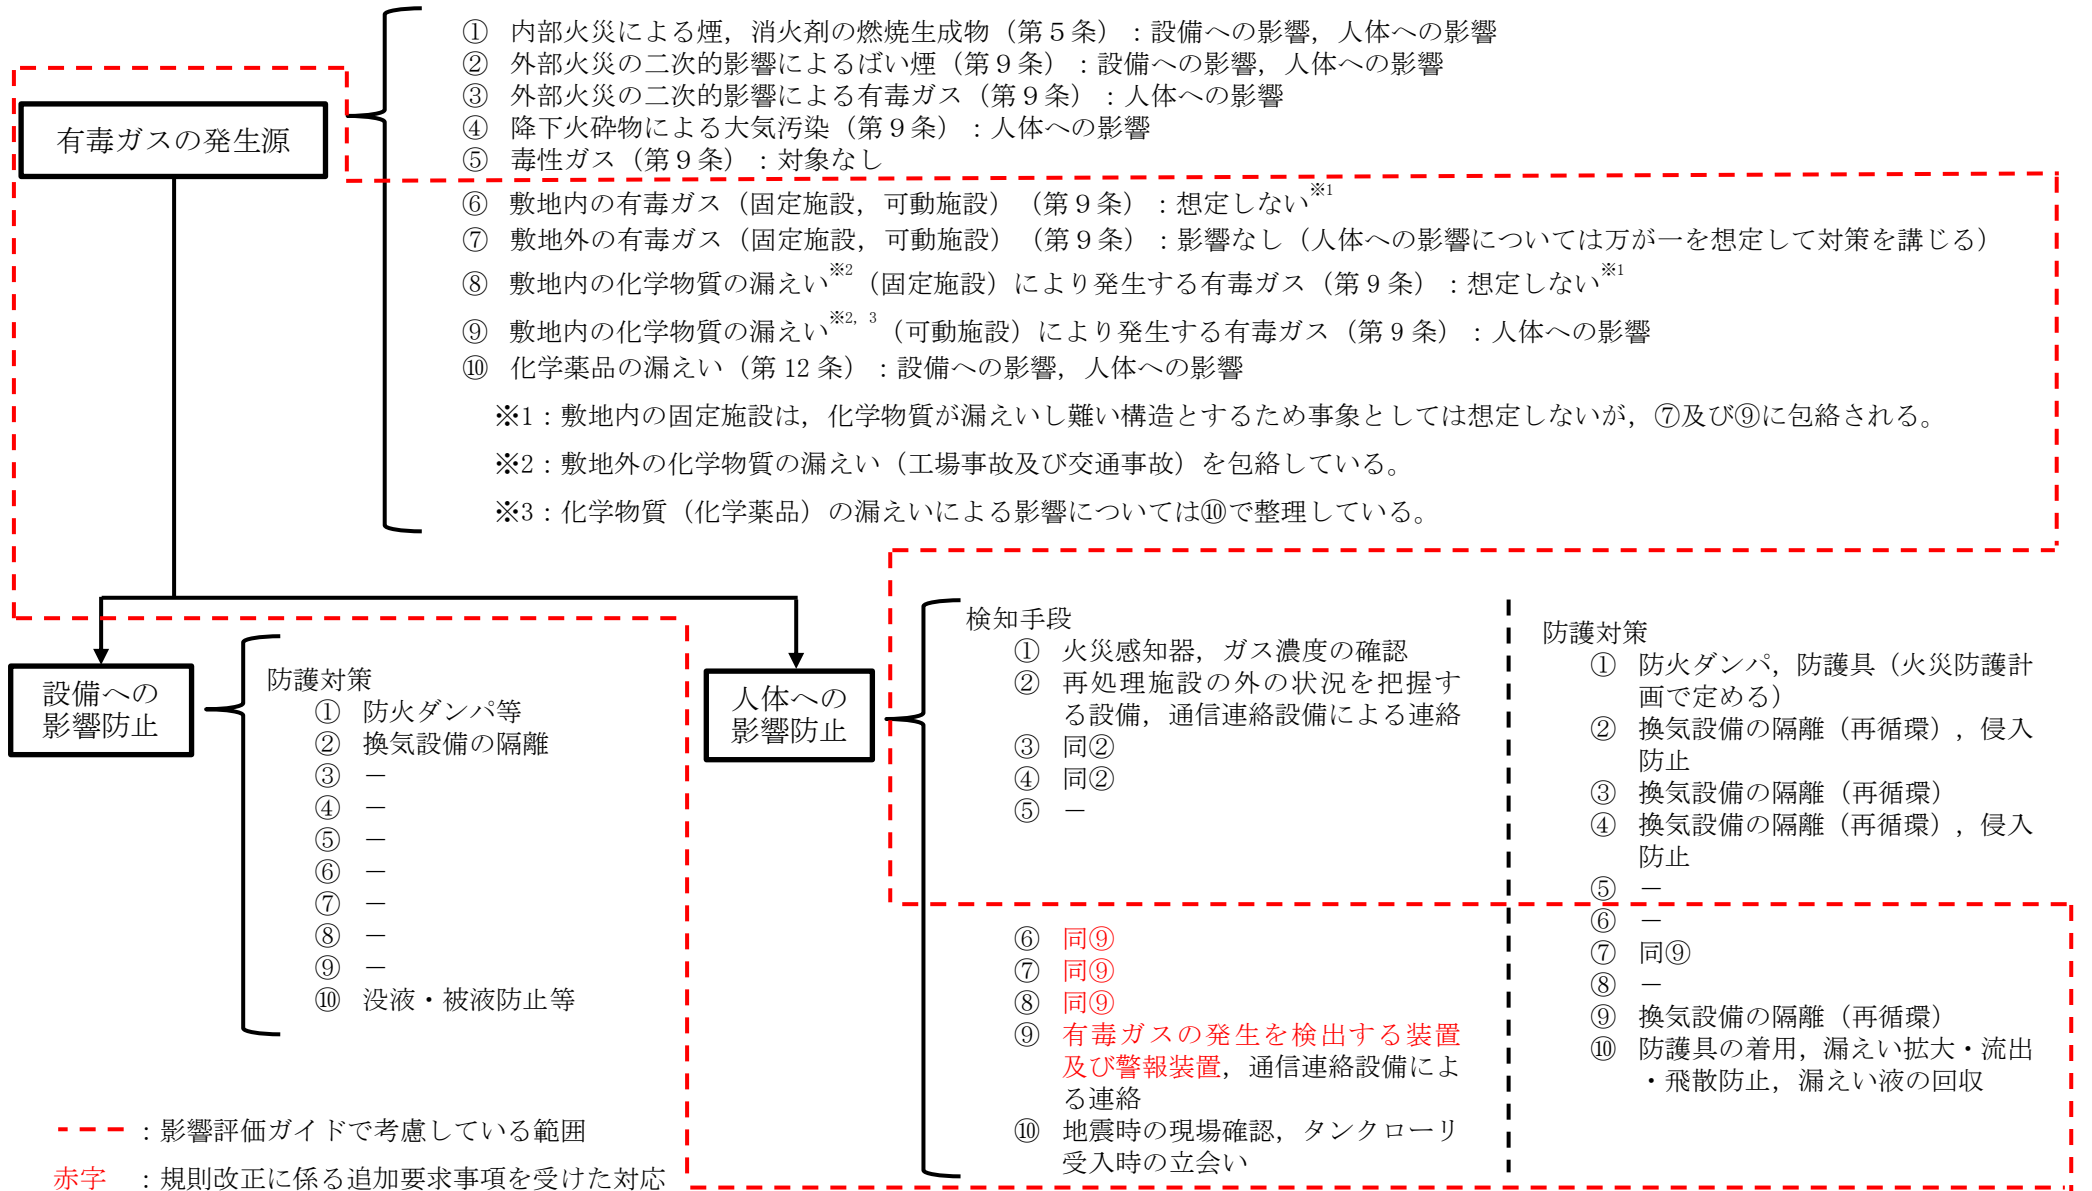 ① 内部火災による煙，消火剤の燃焼生成物（第５条）：設備への影響，人体への影響
② 外部火災の二次的影響によるばい煙（第９条）：設備への影響，人体への影響
③ 外部火災の二次的影響による有毒ガス（第９条）：人体への影響
④ 降下火砕物による大気汚染（第９条）：人体への影響
⑤ 毒性ガス（第９条）：対象なし
有毒ガスの発生源
⑥ 敷地内の有毒ガス（固定施設，可動施設）（第９条）：想定しない※1
⑦ 敷地外の有毒ガス（固定施設，可動施設）（第９条）：影響なし（人体への影響については万が一を想定して対策を講じる）
⑧ 敷地内の化学物質の漏えい※2（固定施設）により発生する有毒ガス（第９条）：想定しない※1
⑨ 敷地内の化学物質の漏えい※2, 3（可動施設）により発生する有毒ガス（第９条）：人体への影響
⑩ 化学薬品の漏えい（第 12 条）：設備への影響，人体への影響
※1：敷地内の固定施設は，化学物質が漏えいし難い構造とするため事象としては想定しないが，⑦及び⑨に包絡される。
※2：敷地外の化学物質の漏えい（工場事故及び交通事故）を包絡している。
※3：化学物質（化学薬品）の漏えいによる影響については⑩で整理している。
設備への
影響防止
防護対策
① 防火ダンパ等
② 換気設備の隔離
③ －
④ －
⑤ －
⑥ －
⑦ －
⑧ －
⑨ －
⑩ 没液・被液防止等
人体への
影響防止
検知手段
① 火災感知器，ガス濃度の確認
② 再処理施設の外の状況を把握す
る設備，通信連絡設備による連絡
③ 同②
④ 同②
⑤ －
⑥ 同⑨
⑦ 同⑨
⑧ 同⑨
⑨ 有毒ガスの発生を検出する装置
及び警報装置，通信連絡設備によ
る連絡
⑩ 地震時の現場確認，タンクローリ
受入時の立会い
防護対策
① 防火ダンパ，防護具（火災防護計
画で定める）
② 換気設備の隔離（再循環），侵入
防止
③ 換気設備の隔離（再循環）
④ 換気設備の隔離（再循環），侵入
防止
⑤ －
⑥ －
⑦ 同⑨
⑧ －
⑨ 換気設備の隔離（再循環）
⑩ 防護具の着用，漏えい拡大・流出
・飛散防止，漏えい液の回収
：影響評価ガイドで考慮している範囲
赤字 ：規則改正に係る追加要求事項を受けた対応